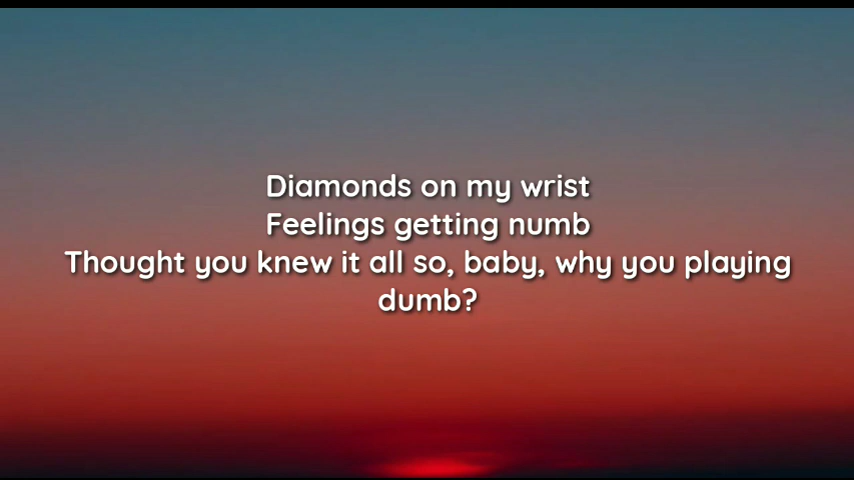 Diamonds on my wrist
Feelings getting numb
Thought you knew it all so, baby, why you playing
dumb?